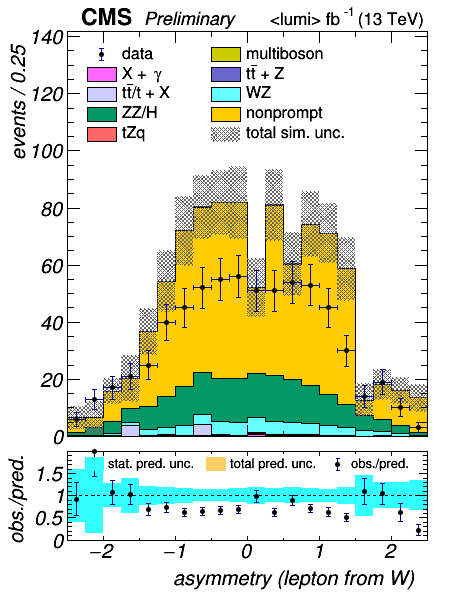 CMS Preliminary <lumi> fb⁻¹ (13 TeV)
events / 0.25
140
120
100
80
60
40
20
0
data
multiboson
X + γ
tt̄ + Z
tt̄/t + X
WZ
ZZ/H
nonprompt
tZq
total sim. unc.
obs./pred.
1.5
1
0.5
0
stat. pred. unc. total pred. unc. obs./pred.
−2 −1 0 1 2
asymmetry (lepton from W)